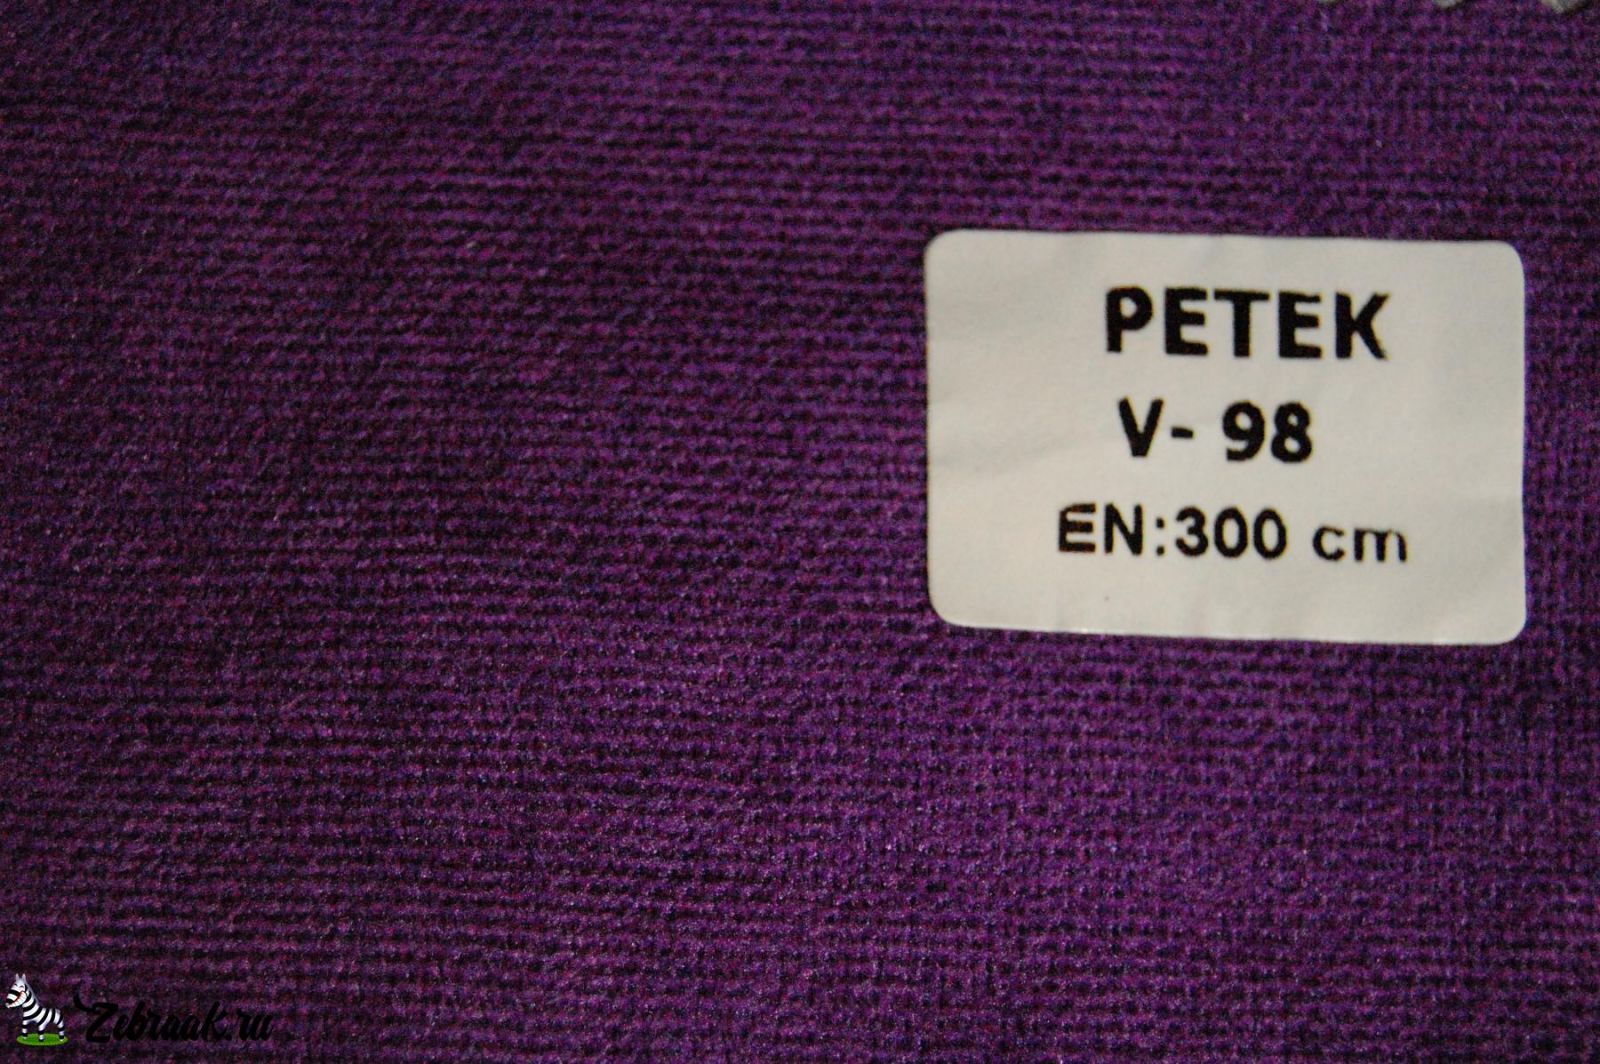 PETEK
V- 98
EN:300 cm
Zebraak.ru